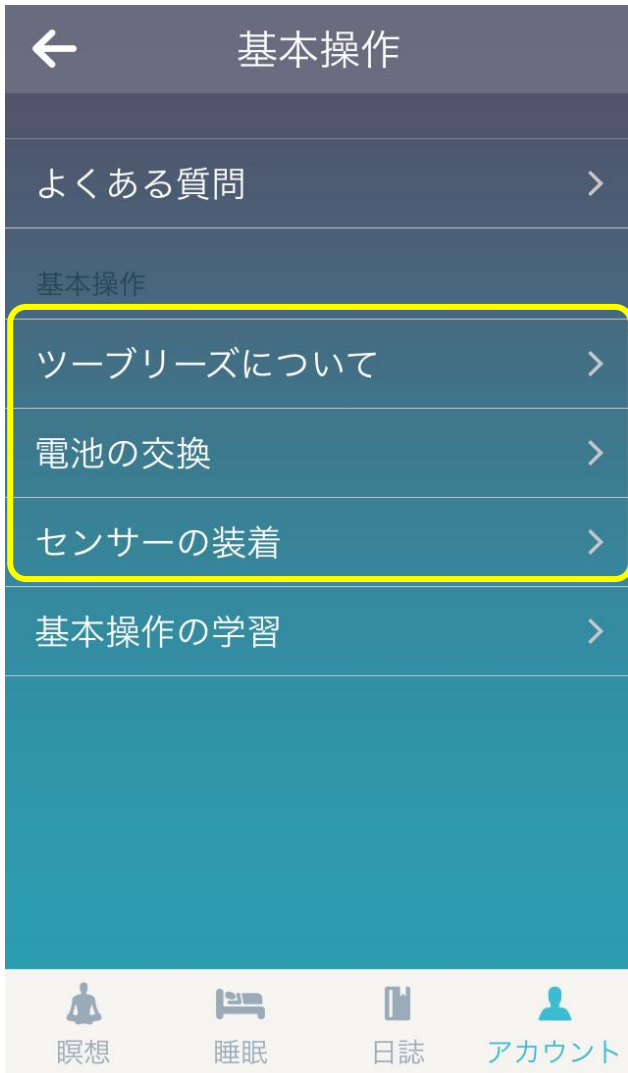 基本操作
よくある質問
基本操作
ツーブリーズについて
電池の交換
センサーの装着
基本操作の学習
瞑想 睡眠 日誌 アカウント